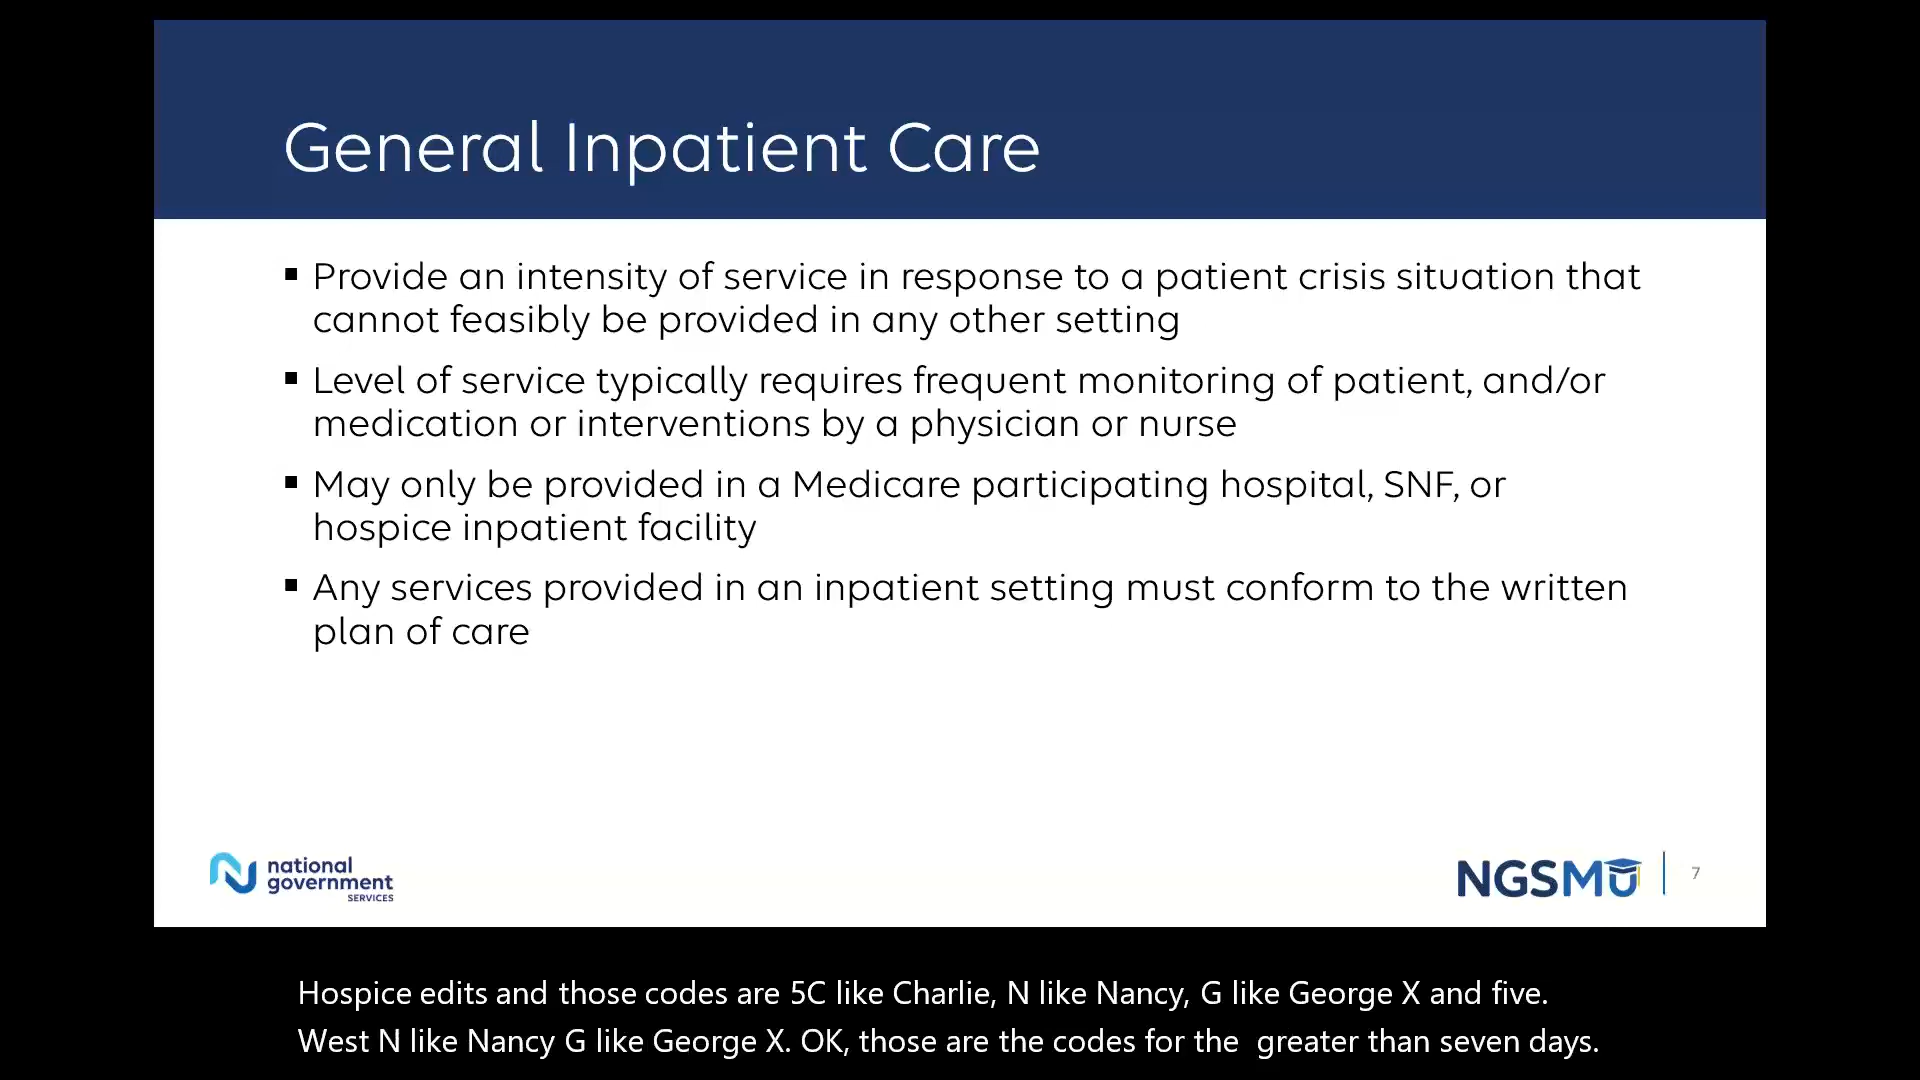 General Inpatient Care
▪ Provide an intensity of service in response to a patient crisis situation that
cannot feasibly be provided in any other setting
▪ Level of service typically requires frequent monitoring of patient, and/or
medication or interventions by a physician or nurse
▪ May only be provided in a Medicare participating hospital, SNF, or
hospice inpatient facility
▪ Any services provided in an inpatient setting must conform to the written
plan of care
national
government
SERVICES
NGSMU
7
Hospice edits and those codes are 5C like Charlie, N like Nancy, G like George X and five.
West N like Nancy G like George X. OK, those are the codes for the greater than seven days.